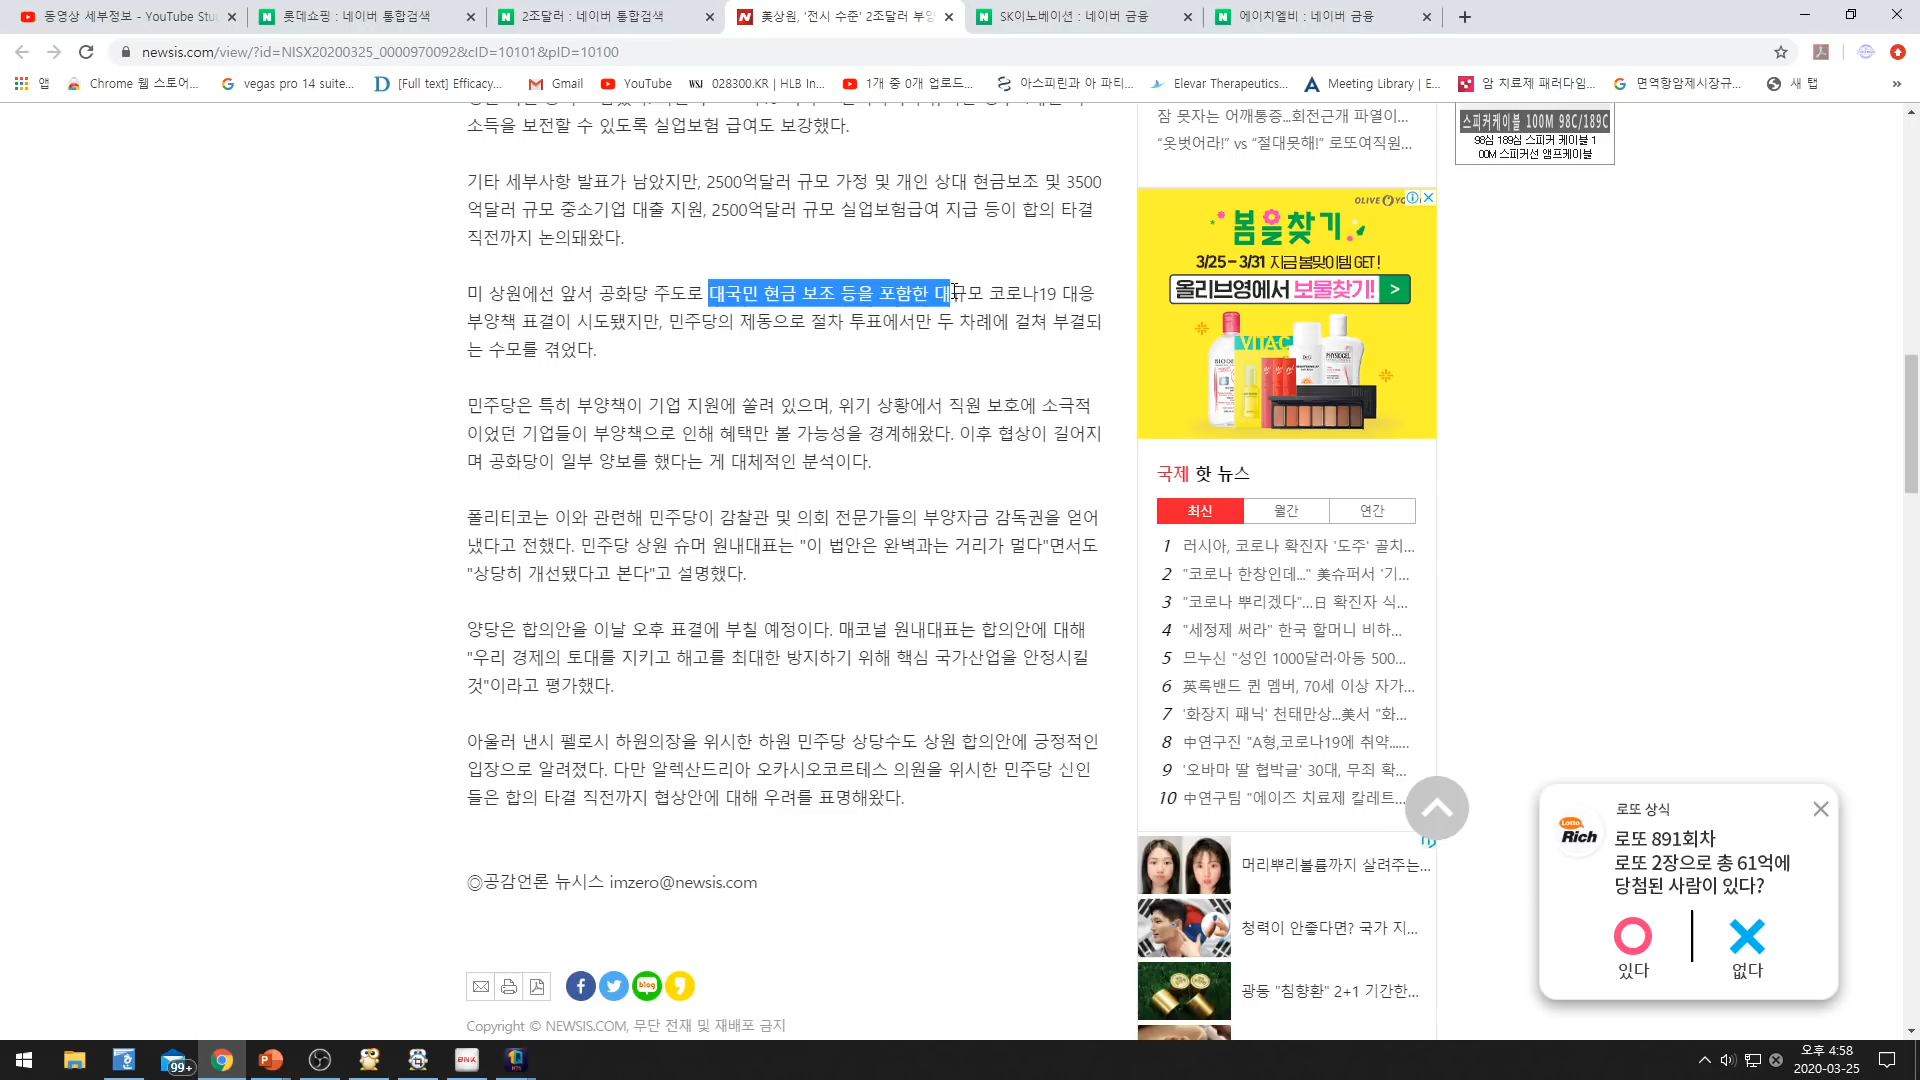 동영상 세부정보 - YouTube Stu
롯데쇼핑 : 네이버 통합검색
2조달러 : 네이버 통합검색
美상원, '전시 수준' 2조달러 부양
SK이노베이션 : 네이버 금융
에이치엘비 : 네이버 금융
newsis.com/view/?id=NISX20200325_0000970092&cID=10101&pID=10100
앱
Chrome 웹 스토어...
vegas pro 14 suite...
[Full text] Efficacy...
Gmail
YouTube
WSJ 028300.KR | HLB In...
1개 중 0개 업로드...
아스피린과 아 파티...
Elevar Therapeutics...
Meeting Library | E...
암 치료제 패러다임...
면역항암제시장규...
새 탭
»
소득을 보전할 수 있도록 실업보험 급여도 보강했다.
기타 세부사항 발표가 남았지만, 2500억달러 규모 가정 및 개인 상대 현금보조 및 3500
억달러 규모 중소기업 대출 지원, 2500억달러 규모 실업보험급여 지급 등이 합의 타결
직전까지 논의돼왔다.
미 상원에선 앞서 공화당 주도로 대국민 현금 보조 등을 포함한 대규모 코로나19 대응
부양책 표결이 시도됐지만, 민주당의 제동으로 절차 투표에서만 두 차례에 걸쳐 부결되
는 수모를 겪었다.
민주당은 특히 부양책이 기업 지원에 쏠려 있으며, 위기 상황에서 직원 보호에 소극적
이었던 기업들이 부양책으로 인해 혜택만 볼 가능성을 경계해왔다. 이후 협상이 길어지
며 공화당이 일부 양보를 했다는 게 대체적인 분석이다.
폴리티코는 이와 관련해 민주당이 감찰관 및 의회 전문가들의 부양자금 감독권을 얻어
냈다고 전했다. 민주당 상원 슈머 원내대표는 "이 법안은 완벽과는 거리가 멀다"면서도
"상당히 개선됐다고 본다"고 설명했다.
양당은 합의안을 이날 오후 표결에 부칠 예정이다. 매코널 원내대표는 합의안에 대해
"우리 경제의 토대를 지키고 해고를 최대한 방지하기 위해 핵심 국가산업을 안정시킬
것"이라고 평가했다.
아울러 낸시 펠로시 하원의장을 위시한 하원 민주당 상당수도 상원 합의안에 긍정적인
입장으로 알려졌다. 다만 알렉산드리아 오카시오코르테스 의원을 위시한 민주당 신인
들은 합의 타결 직전까지 협상안에 대해 우려를 표명해왔다.
◎공감언론 뉴시스 imzero@newsis.com
blog
Copyright © NEWSIS.COM, 무단 전재 및 재배포 금지
잠 못자는 어깨통증...회전근개 파열이...
“옷벗어라!” vs “절대못해!” 로또여직원...
OLIVE YO
봄을찾기
3/25-3/31 지금 봄맞이템 GET !
올리브영에서 보물찾기! >
VITAC
PHYSIOGEL
국제 핫 뉴스
최신 월간 연간
1 러시아, 코로나 확진자 '도주' 골치...
2 "코로나 한창인데..." 美슈퍼서 '기...
3 "코로나 뿌리겠다"...日 확진자 식...
4 "세정제 써라" 한국 할머니 비하...
5 므누신 "성인 1000달러·아동 500...
6 英록밴드 퀸 멤버, 70세 이상 자가...
7 '화장지 패닉' 천태만상...美서 "화...
8 中연구진 "A형,코로나19에 취약......
9 '오바마 딸 협박글' 30대, 무죄 확...
10 中연구팀 "에이즈 치료제 칼레트...
머리뿌리볼륨까지 살려주는...
청력이 안좋다면? 국가 지...
광동 "침향환" 2+1 기간한...
스피커케이블 100M 98C/189C
98심 189심 스피커 케이블 1
00M 스피커선 앰프케이블
로또 상식
Lotto Rich
로또 891회차
로또 2장으로 총 61억에
당첨된 사람이 있다?
있다
없다
99+
BNK
오후 4:58
2020-03-25